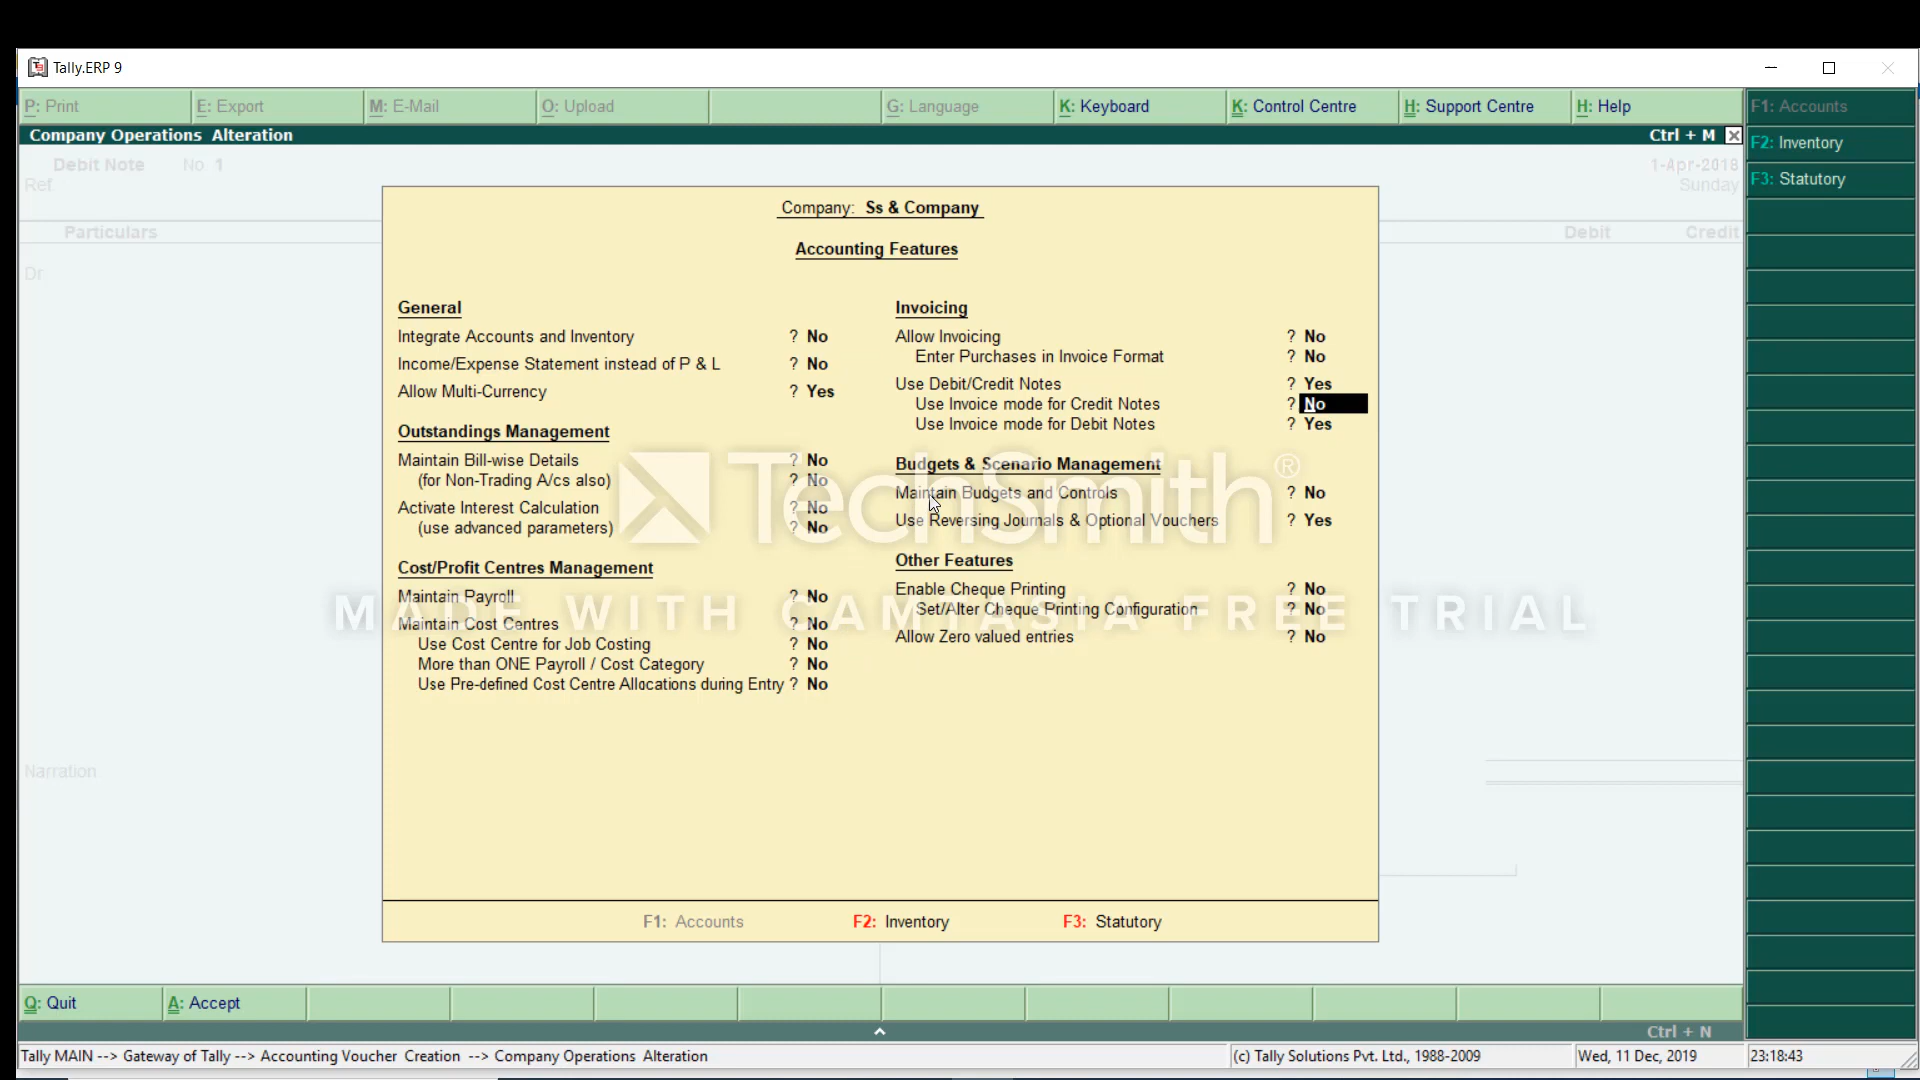 Tally.ERP 9
P: Print E: Export M: E-Mail O: Upload G: Language K: Keyboard K: Control Centre H: Support Centre H: Help
F1: Accounts
Company Operations Alteration Ctrl + M
F2: Inventory
F3: Statutory
Debit Note No 1 1-Apr-2018
Ref Sunday
Particulars Debit Credit
Dr
Company: Ss & Company
Accounting Features
General
Integrate Accounts and Inventory ? No
Income/Expense Statement instead of P & L ? No
Allow Multi-Currency ? Yes
Outstandings Management
Maintain Bill-wise Details ? No
(for Non-Trading A/cs also) ? No
Activate Interest Calculation ? No
(use advanced parameters) ? No
Cost/Profit Centres Management
Maintain Payroll ? No
Maintain Cost Centres ? No
Use Cost Centre for Job Costing ? No
More than ONE Payroll / Cost Category ? No
Use Pre-defined Cost Centre Allocations during Entry ? No
Invoicing
Allow Invoicing ? No
Enter Purchases in Invoice Format ? No
Use Debit/Credit Notes ? Yes
Use Invoice mode for Credit Notes ? No
Use Invoice mode for Debit Notes ? Yes
Budgets & Scenario Management
Maintain Budgets and Controls ? No
Use Reversing Journals & Optional Vouchers ? Yes
Other Features
Enable Cheque Printing ? No
Set/Alter Cheque Printing Configuration ? No
Allow Zero valued entries ? No
TechSmith®
MADE WITH CAMTASIA FREE TRIAL
Narration
F1: Accounts F2: Inventory F3: Statutory
Q: Quit A: Accept
Ctrl + N
Tally MAIN --> Gateway of Tally --> Accounting Voucher Creation --> Company Operations Alteration (c) Tally Solutions Pvt. Ltd., 1988-2009 Wed, 11 Dec, 2019 23:18:43